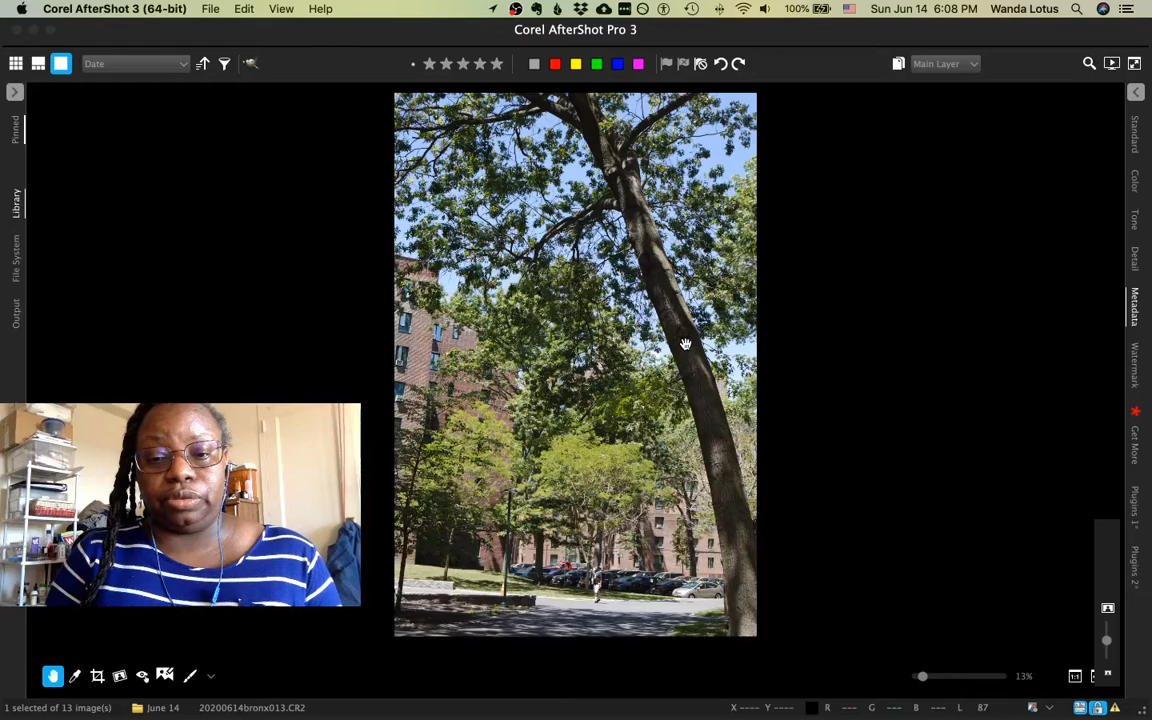 Corel AfterShot 3 (64-bit) File Edit View Help 100% Sun Jun 14 6:08 PM Wanda Lotus
Corel AfterShot Pro 3
Date Main Layer
Pinned
Library
File System
Output
Standard
Color
Tone
Detail
Metadata
Watermark
Get More
Plugins 1*
Plugins 2*
13% 1:1
1 selected of 13 image(s) June 14 20200614bronx013.CR2 X ---- Y ---- R --- G --- B --- L 87